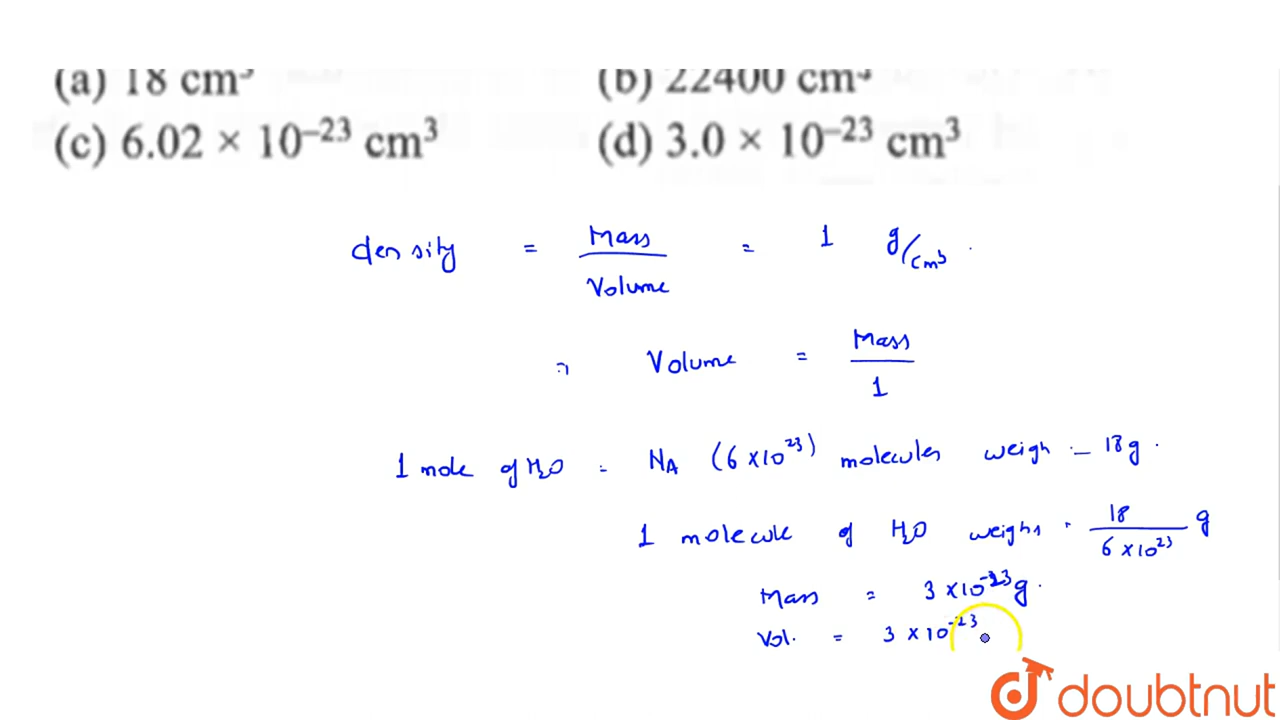 (a) 18 cm³ (b) 22400 cm³
(c) 6.02 × 10⁻²³ cm³ (d) 3.0 × 10⁻²³ cm³
density = Mass / Volume = 1 g/cm³.
∴ Volume = Mass / 1
1 mole of H2O = NA (6 × 10²³) molecules weigh = 18g.
1 molecule of H2O weighs = 18 / 6 × 10²³ g
Mass = 3 × 10⁻²³ g.
Vol. = 3 × 10⁻²³
doubtnut